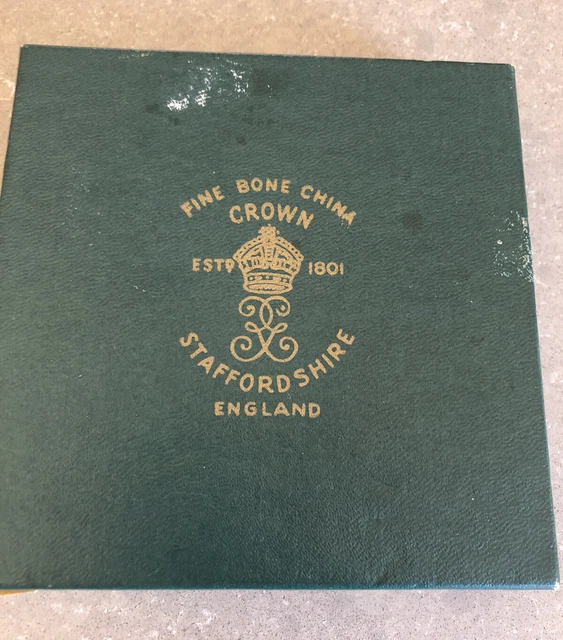 FINE BONE CHINA
CROWN
ESTD 1801
STAFFORDSHIRE
ENGLAND